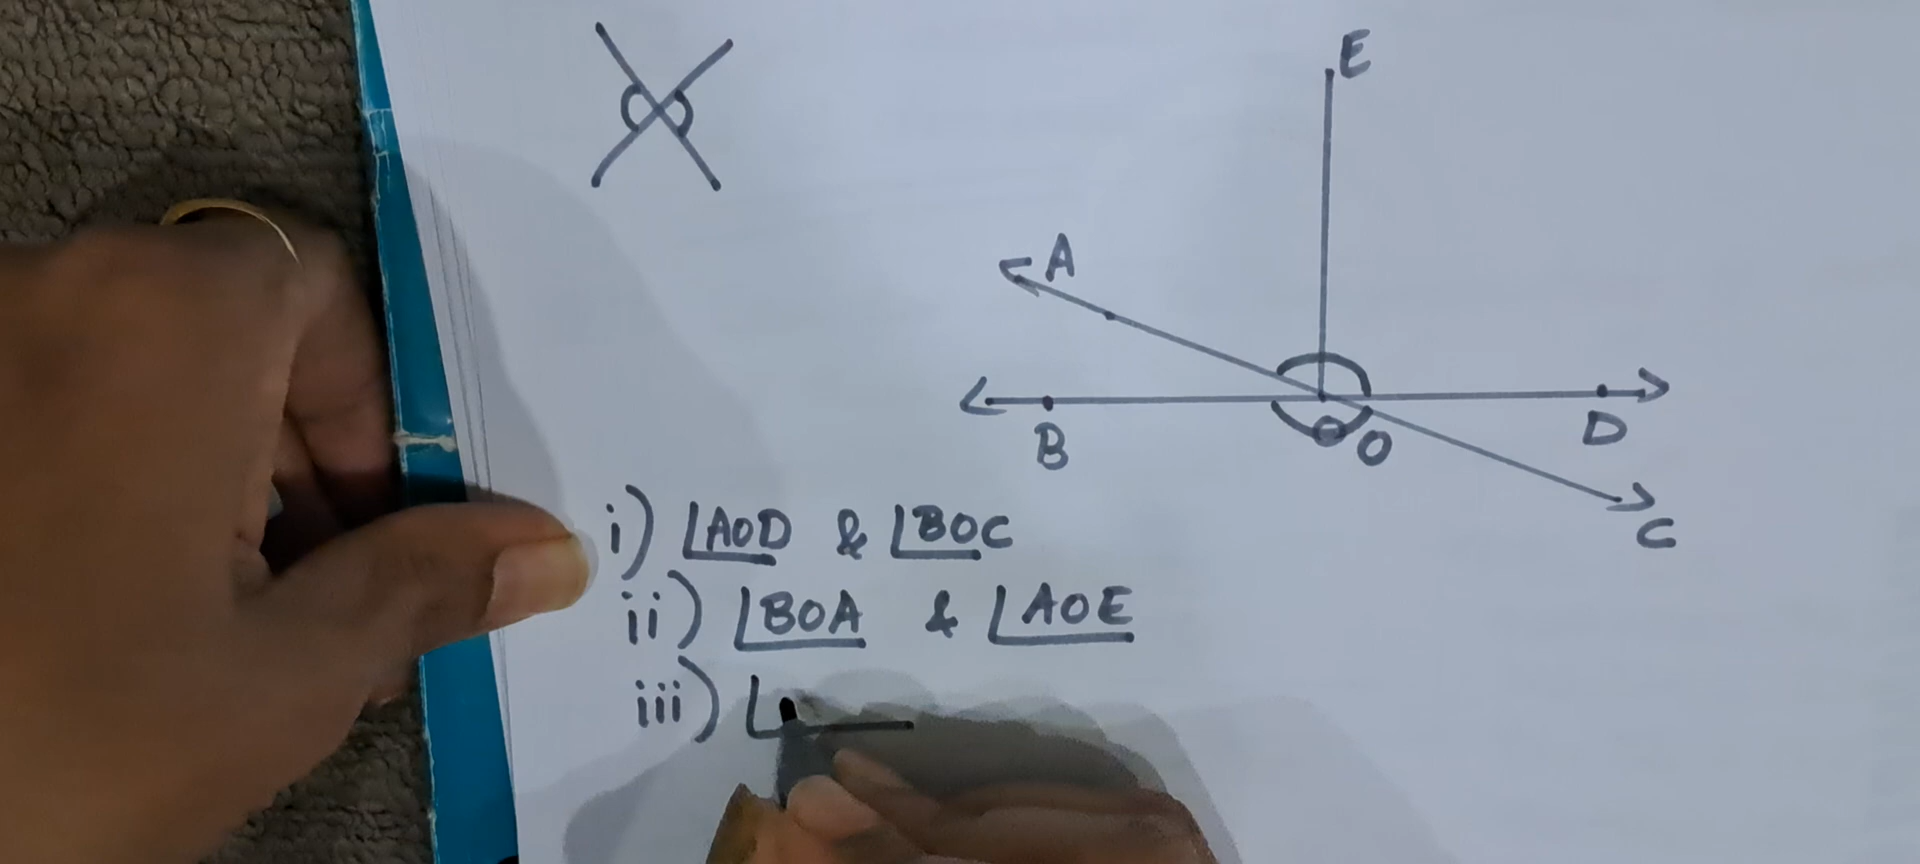 E
A
B
O
D
C
i) ∠AOD & ∠BOC
ii) ∠BOA & ∠AOE
iii) ∠